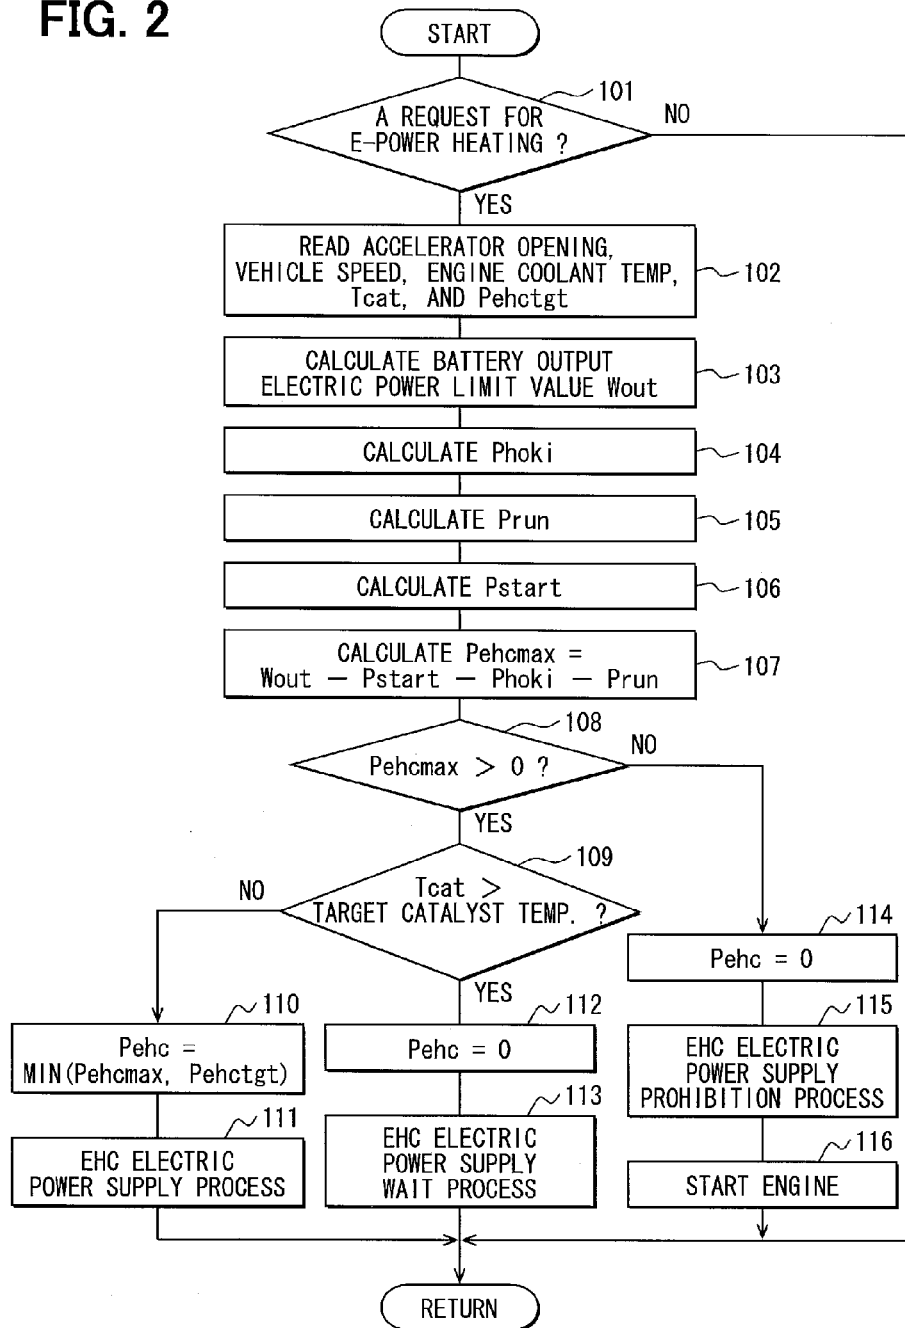 FIG. 2
START
101
A REQUEST FOR
E-POWER HEATING ?
NO
YES
READ ACCELERATOR OPENING,
VEHICLE SPEED, ENGINE COOLANT TEMP,
Tcat, AND Pehctgt
102
CALCULATE BATTERY OUTPUT
ELECTRIC POWER LIMIT VALUE Wout
103
CALCULATE Phoki
104
CALCULATE Prun
105
CALCULATE Pstart
106
CALCULATE Pehcmax =
Wout − Pstart − Phoki − Prun
107
108
Pehcmax > 0 ?
NO
YES
109
Tcat >
TARGET CATALYST TEMP. ?
NO
YES
114
Pehc = 0
110
Pehc =
MIN(Pehcmax, Pehctgt)
112
Pehc = 0
115
EHC ELECTRIC
POWER SUPPLY
PROHIBITION PROCESS
111
EHC ELECTRIC
POWER SUPPLY PROCESS
113
EHC ELECTRIC
POWER SUPPLY
WAIT PROCESS
116
START ENGINE
RETURN